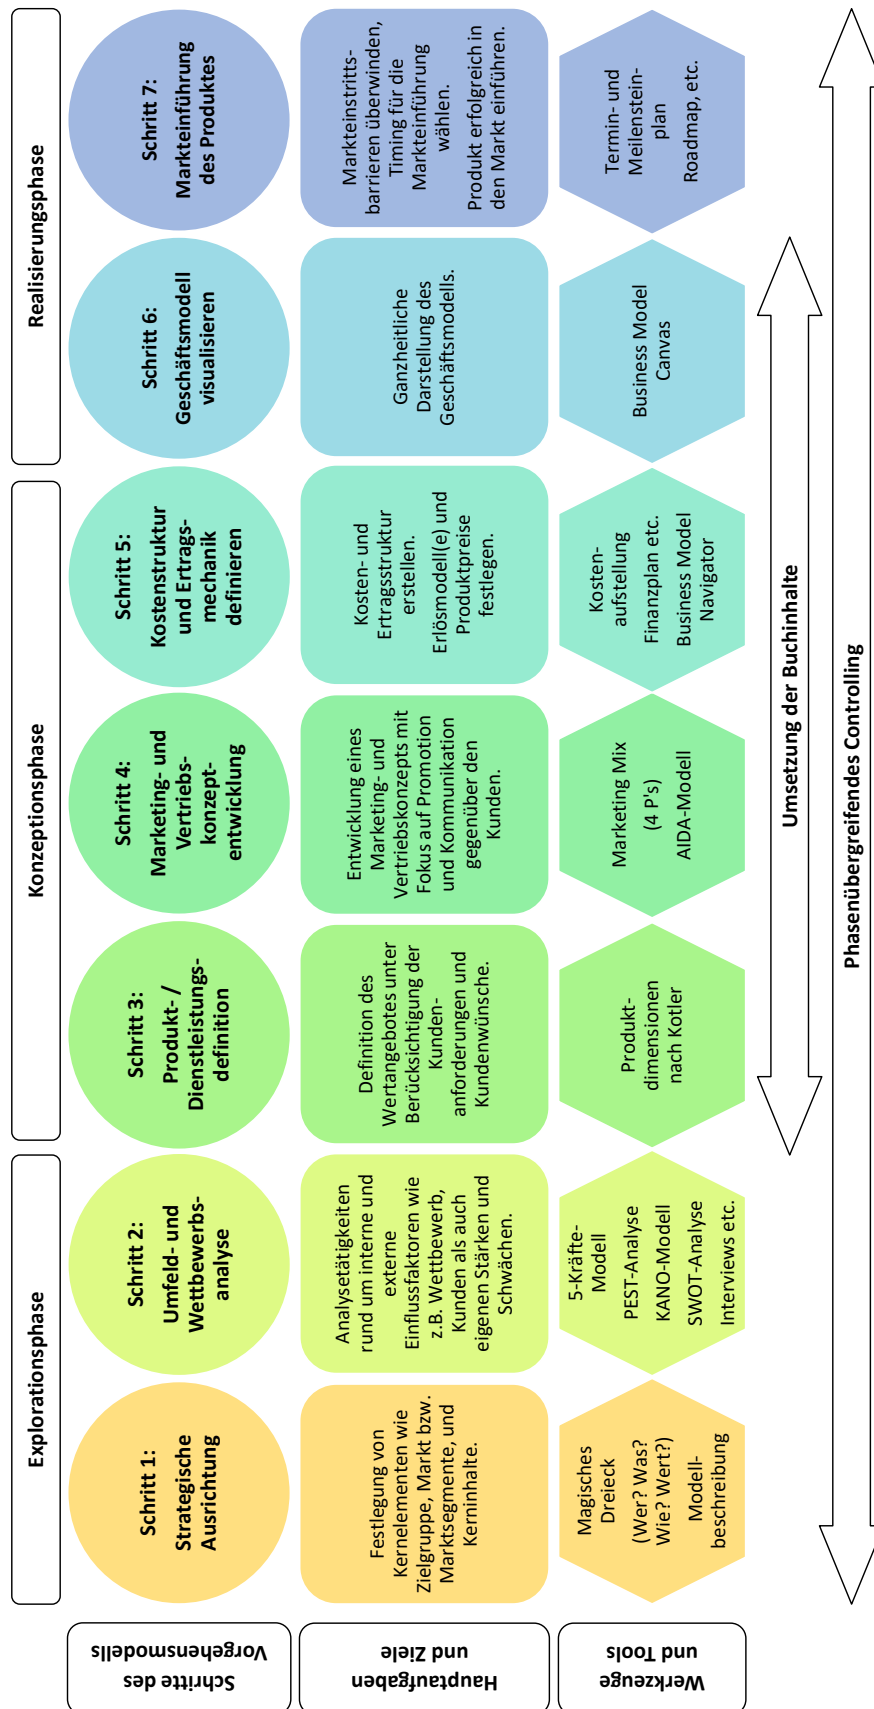 Explorationsphase
Konzeptionsphase
Realisierungsphase
Schritte des
Vorgehensmodells
Schritt 1:
Strategische
Ausrichtung
Schritt 2:
Umfeld- und
Wettbewerbs-
analyse
Schritt 3:
Produkt- /
Dienstleistungs-
definition
Schritt 4:
Marketing- und
Vertriebs-
konzept-
entwicklung
Schritt 5:
Kostenstruktur
und Ertrags-
mechanik
definieren
Schritt 6:
Geschäftsmodell
visualisieren
Schritt 7:
Markteinführung
des Produktes
Hauptaufgaben
und Ziele
Festlegung von
Kernelementen wie
Zielgruppe, Markt bzw.
Marktsegmente, und
Kerninhalte.
Analysetätigkeiten
rund um interne und
externe
Einflussfaktoren wie
z.B. Wettbewerb,
Kunden als auch
eigenen Stärken und
Schwächen.
Definition des
Wertangebotes unter
Berücksichtigung der
Kunden-
anforderungen und
Kundenwünsche.
Entwicklung eines
Marketing- und
Vertriebskonzepts mit
Fokus auf Promotion
und Kommunikation
gegenüber den
Kunden.
Kosten- und
Ertragsstruktur
erstellen.
Erlösmodell(e) und
Produktpreise
festlegen.
Ganzheitliche
Darstellung des
Geschäftsmodells.
Markteinstritts-
barrieren überwinden,
Timing für die
Markteinführung
wählen.
Produkt erfolgreich in
den Markt einführen.
Werkzeuge
und Tools
Magisches
Dreieck
(Wer? Was?
Wie? Wert?)
Modell-
beschreibung
5-Kräfte-
Modell
PEST-Analyse
KANO-Modell
SWOT-Analyse
Interviews etc.
Produkt-
dimensionen
nach Kotler
Marketing Mix
(4 P's)
AIDA-Modell
Kosten-
aufstellung
Finanzplan etc.
Business Model
Navigator
Business Model
Canvas
Termin- und
Meilenstein-
plan
Roadmap, etc.
Umsetzung der Buchinhalte
Phasenübergreifendes Controlling